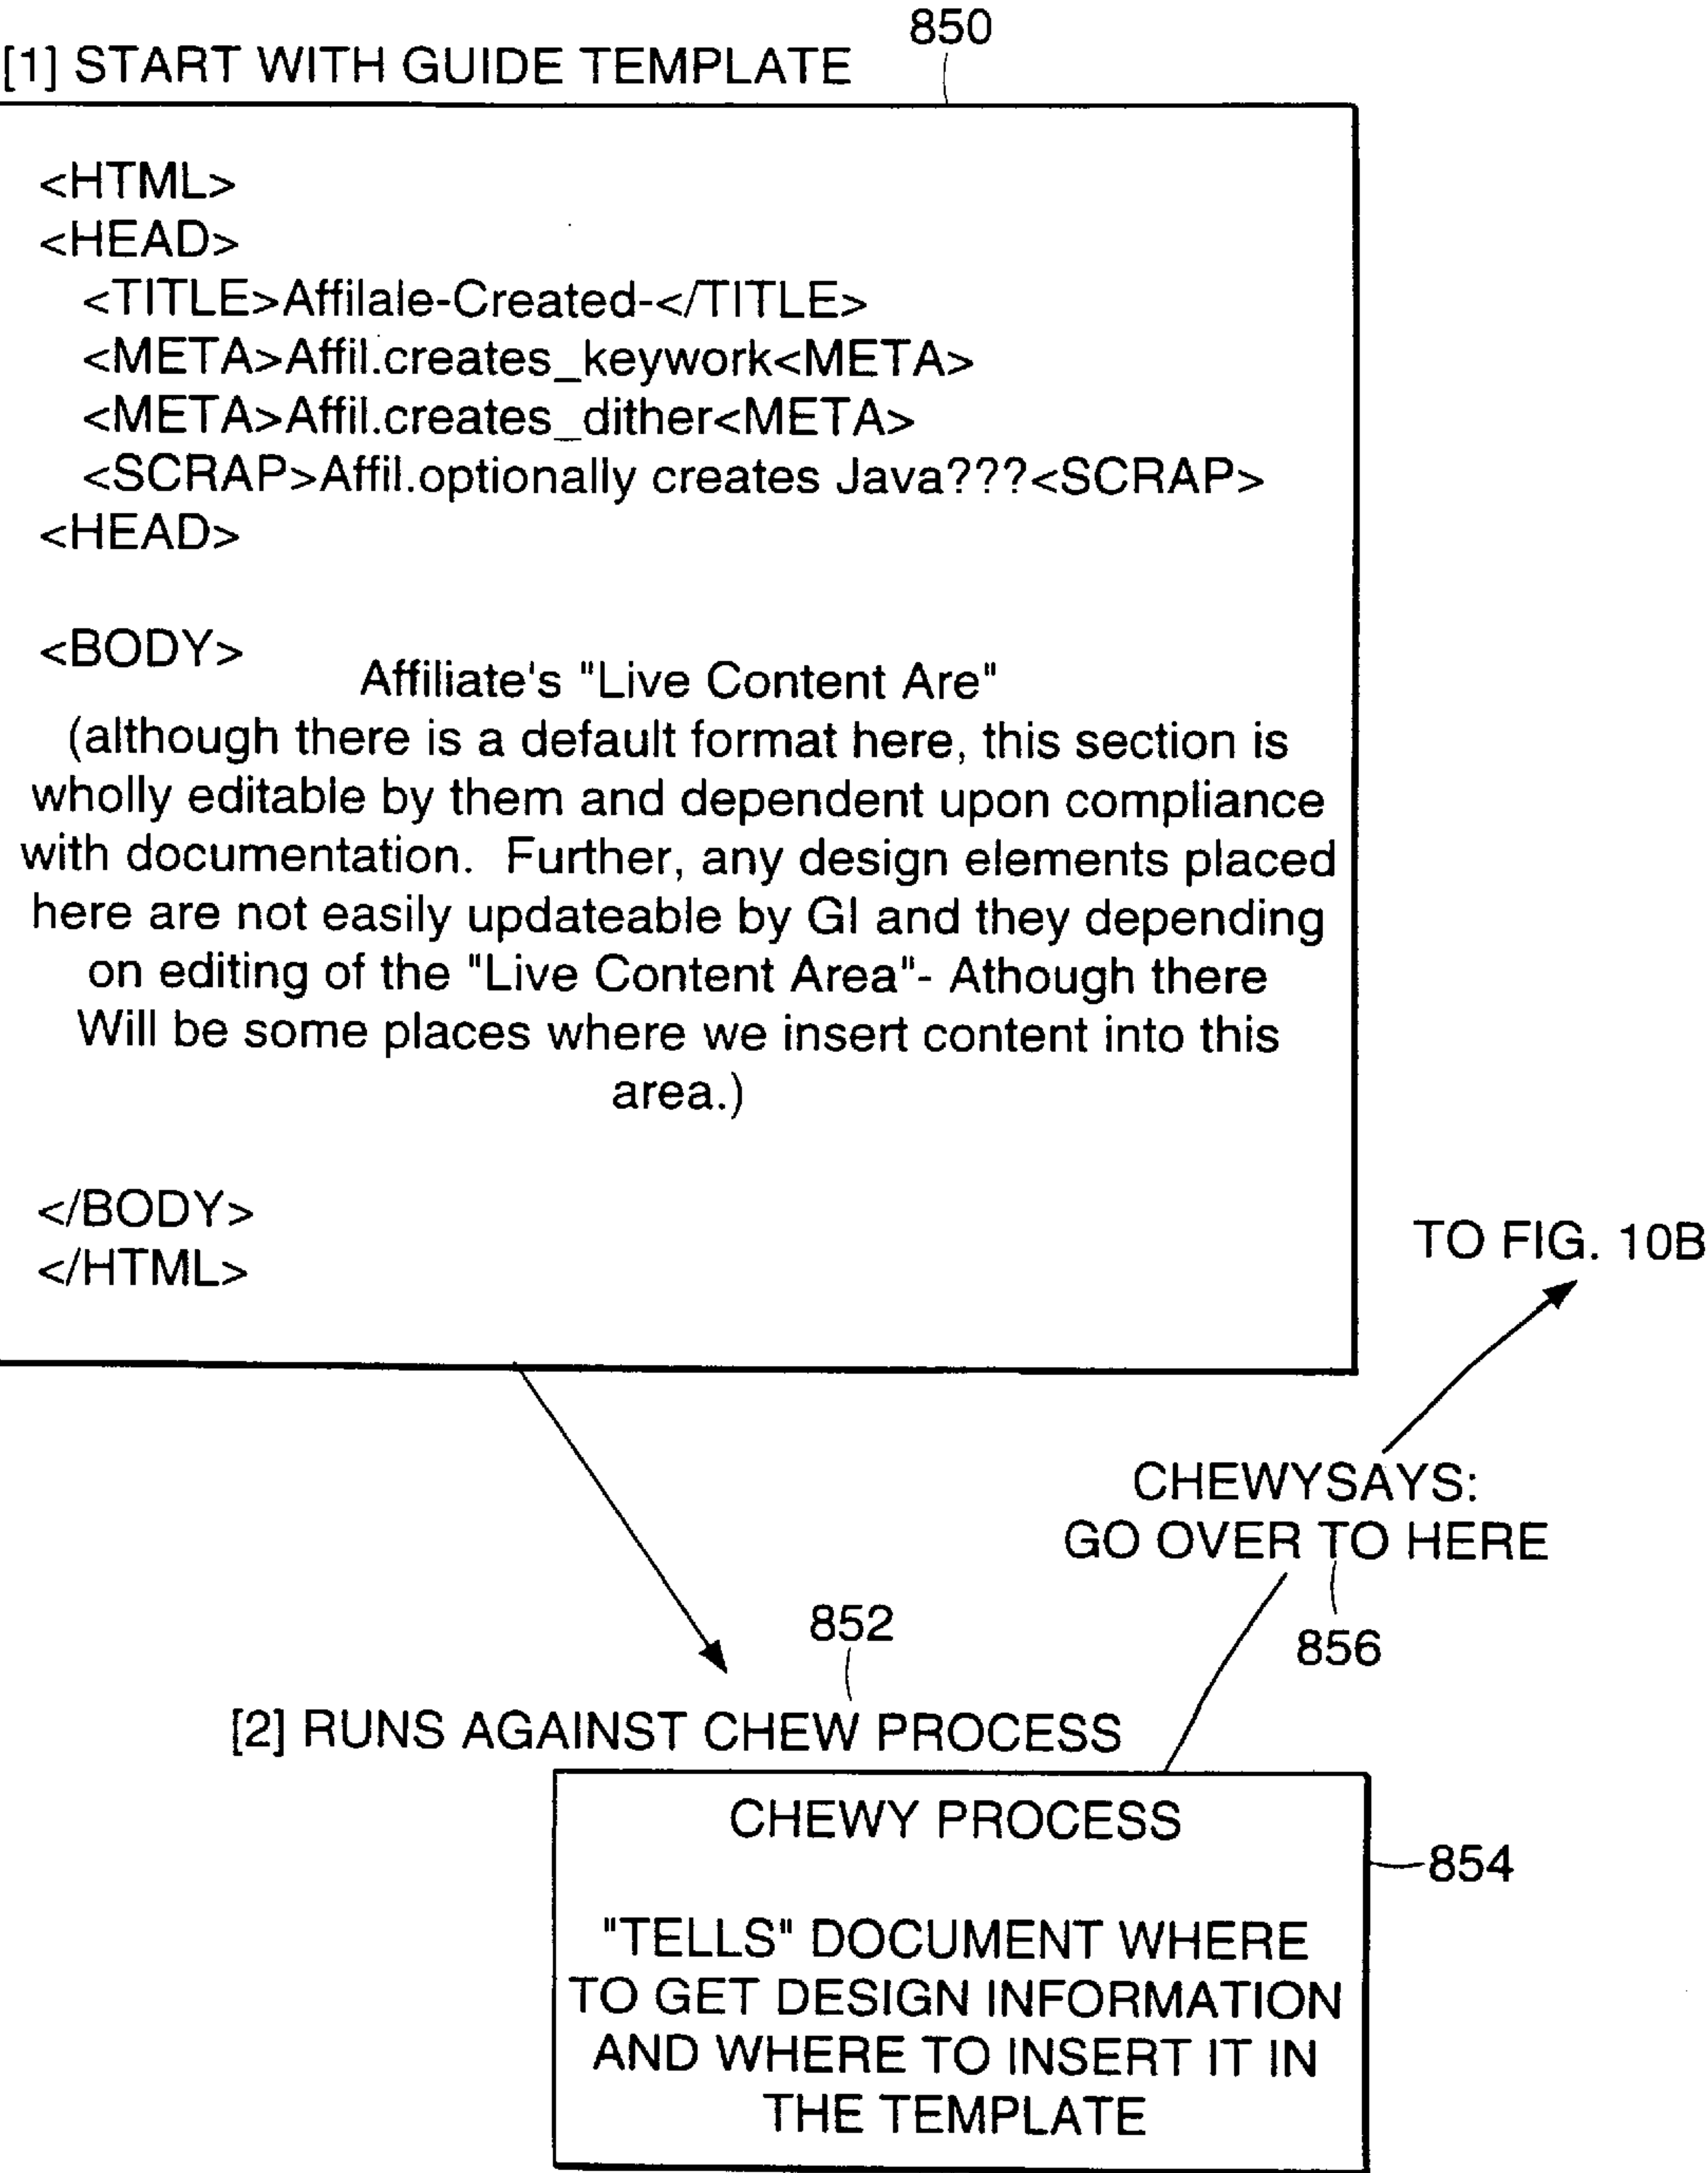 850
[1] START WITH GUIDE TEMPLATE
<HTML>
<HEAD>
<TITLE>Affilale-Created-</TITLE>
<META>Affil.creates_keywork<META>
<META>Affil.creates_dither<META>
<SCRAP>Affil.optionally creates Java???<SCRAP>
<HEAD>
<BODY>
Affiliate's "Live Content Are"
(although there is a default format here, this section is
wholly editable by them and dependent upon compliance
with documentation. Further, any design elements placed
here are not easily updateable by GI and they depending
on editing of the "Live Content Area"- Athough there
Will be some places where we insert content into this
area.)
</BODY>
</HTML>
TO FIG. 10B
CHEWYSAYS:
GO OVER TO HERE
856
852
[2] RUNS AGAINST CHEW PROCESS
CHEWY PROCESS
854
"TELLS" DOCUMENT WHERE
TO GET DESIGN INFORMATION
AND WHERE TO INSERT IT IN
THE TEMPLATE